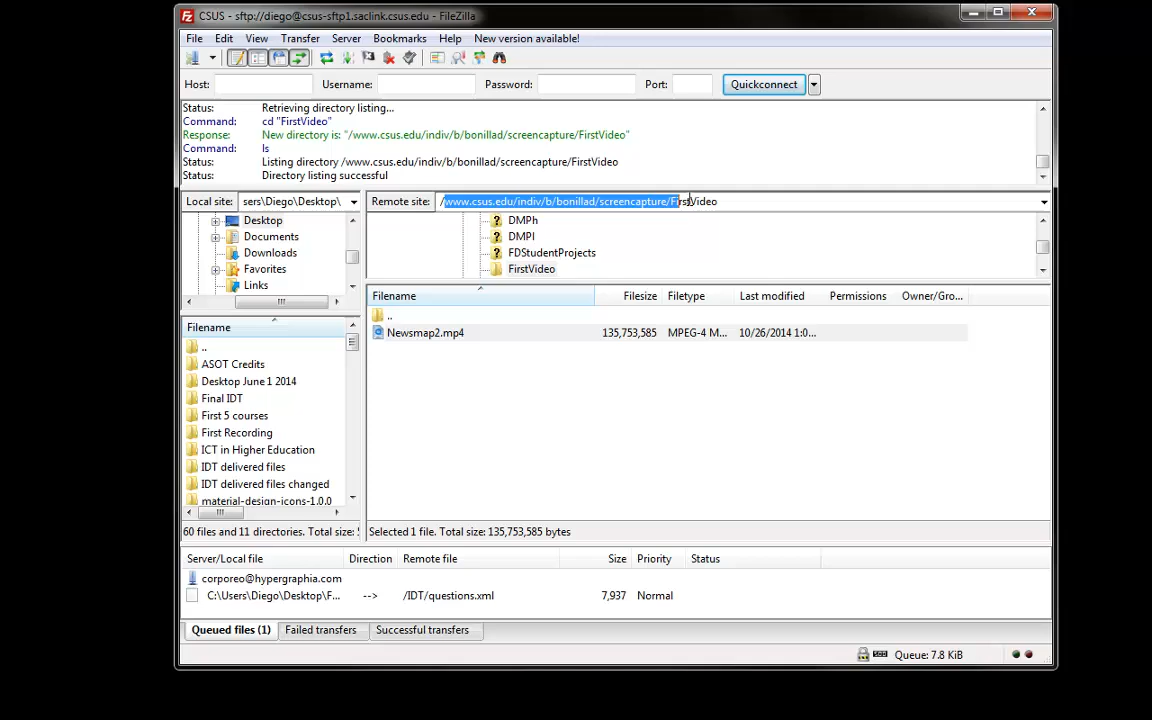 CSUS - sftp://diego@csus-sftp1.saclink.csus.edu - FileZilla
File Edit View Transfer Server Bookmarks Help New version available!
Host: Username: Password: Port: Quickconnect
Status: Retrieving directory listing...
Command: cd "FirstVideo"
Response: New directory is: "/www.csus.edu/indiv/b/bonillad/screencapture/FirstVideo"
Command: ls
Status: Listing directory /www.csus.edu/indiv/b/bonillad/screencapture/FirstVideo
Status: Directory listing successful
Local site: sers\Diego\Desktop\ Remote site: /www.csus.edu/indiv/b/bonillad/screencapture/FirstVideo
Desktop
Documents
Downloads
Favorites
Links
DMPh
DMPI
FDStudentProjects
FirstVideo
Filename
..
ASOT Credits
Desktop June 1 2014
Final IDT
First 5 courses
First Recording
ICT in Higher Education
IDT delivered files
IDT delivered files changed
material-design-icons-1.0.0
60 files and 11 directories. Total size:
Filename Filesize Filetype Last modified Permissions Owner/Gro...
..
Newsmap2.mp4 135,753,585 MPEG-4 M... 10/26/2014 1:0...
Selected 1 file. Total size: 135,753,585 bytes
Server/Local file Direction Remote file Size Priority Status
corporeo@hypergraphia.com
C:\Users\Diego\Desktop\F... --> /IDT/questions.xml 7,937 Normal
Queued files (1) Failed transfers Successful transfers
Queue: 7.8 KiB